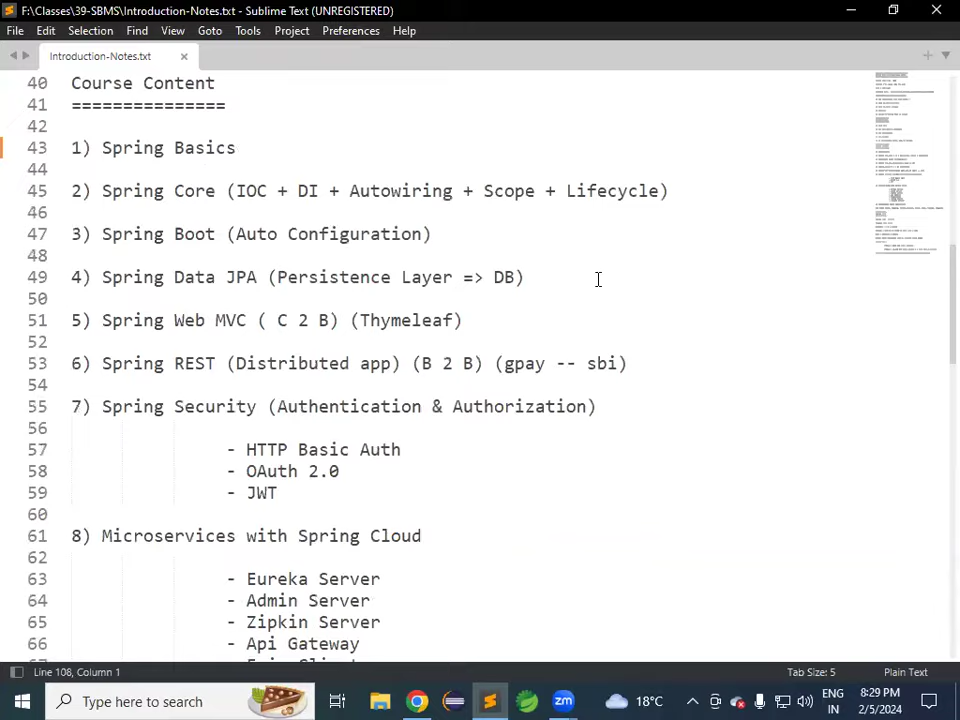 F:\Classes\39-SBMS\Introduction-Notes.txt - Sublime Text (UNREGISTERED)
File Edit Selection Find View Goto Tools Project Preferences Help
Introduction-Notes.txt
40 Course Content
41 ===============
42
43 1) Spring Basics
44
45 2) Spring Core (IOC + DI + Autowiring + Scope + Lifecycle)
46
47 3) Spring Boot (Auto Configuration)
48
49 4) Spring Data JPA (Persistence Layer => DB)
50
51 5) Spring Web MVC ( C 2 B) (Thymeleaf)
52
53 6) Spring REST (Distributed app) (B 2 B) (gpay -- sbi)
54
55 7) Spring Security (Authentication & Authorization)
56
57 - HTTP Basic Auth
58 - OAuth 2.0
59 - JWT
60
61 8) Microservices with Spring Cloud
62
63 - Eureka Server
64 - Admin Server
65 - Zipkin Server
66 - Api Gateway
Line 108, Column 1 Tab Size: 5 Plain Text
Type here to search 18°C ENG IN 8:29 PM 2/5/2024
zm